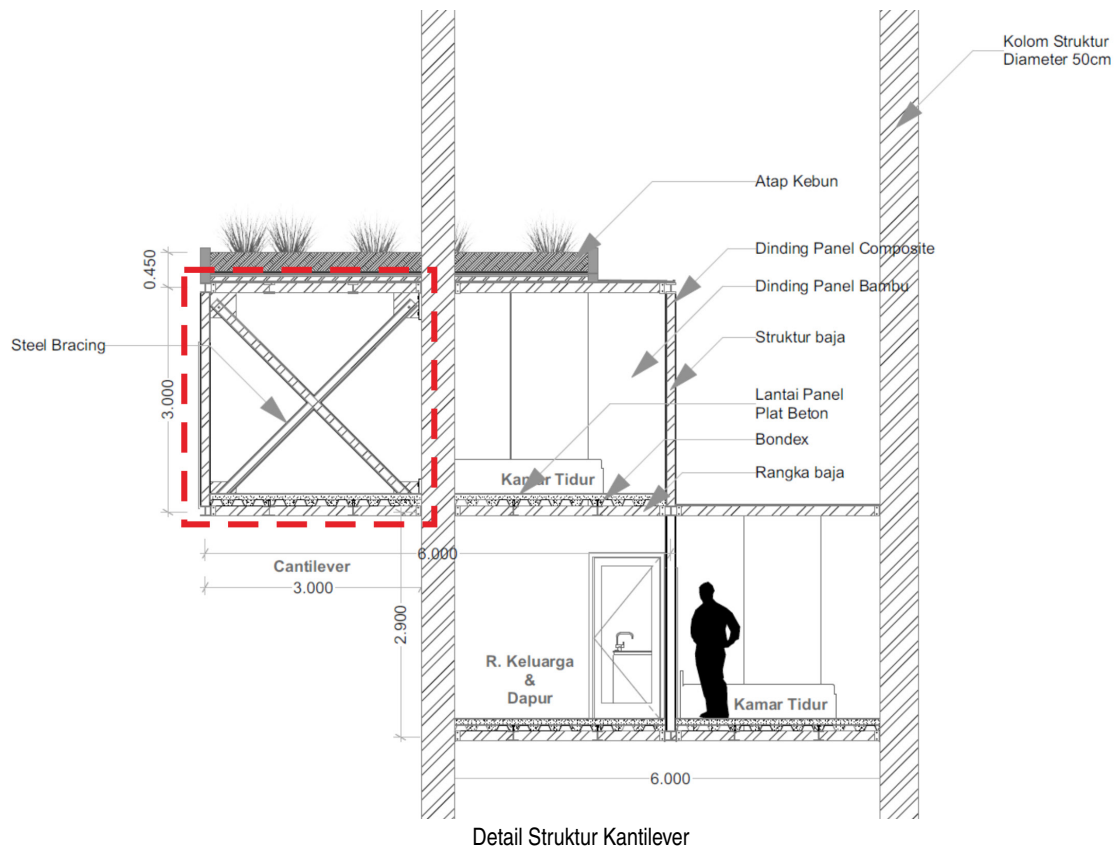 Kolom Struktur
Diameter 50cm
Atap Kebun
0.450
Dinding Panel Composite
Dinding Panel Bambu
Steel Bracing
Struktur baja
3.000
Lantai Panel
Plat Beton
Bondex
Kamar Tidur
Rangka baja
6.000
Cantilever
3.000
2.900
R. Keluarga
&
Dapur
Kamar Tidur
6.000
Detail Struktur Kantilever